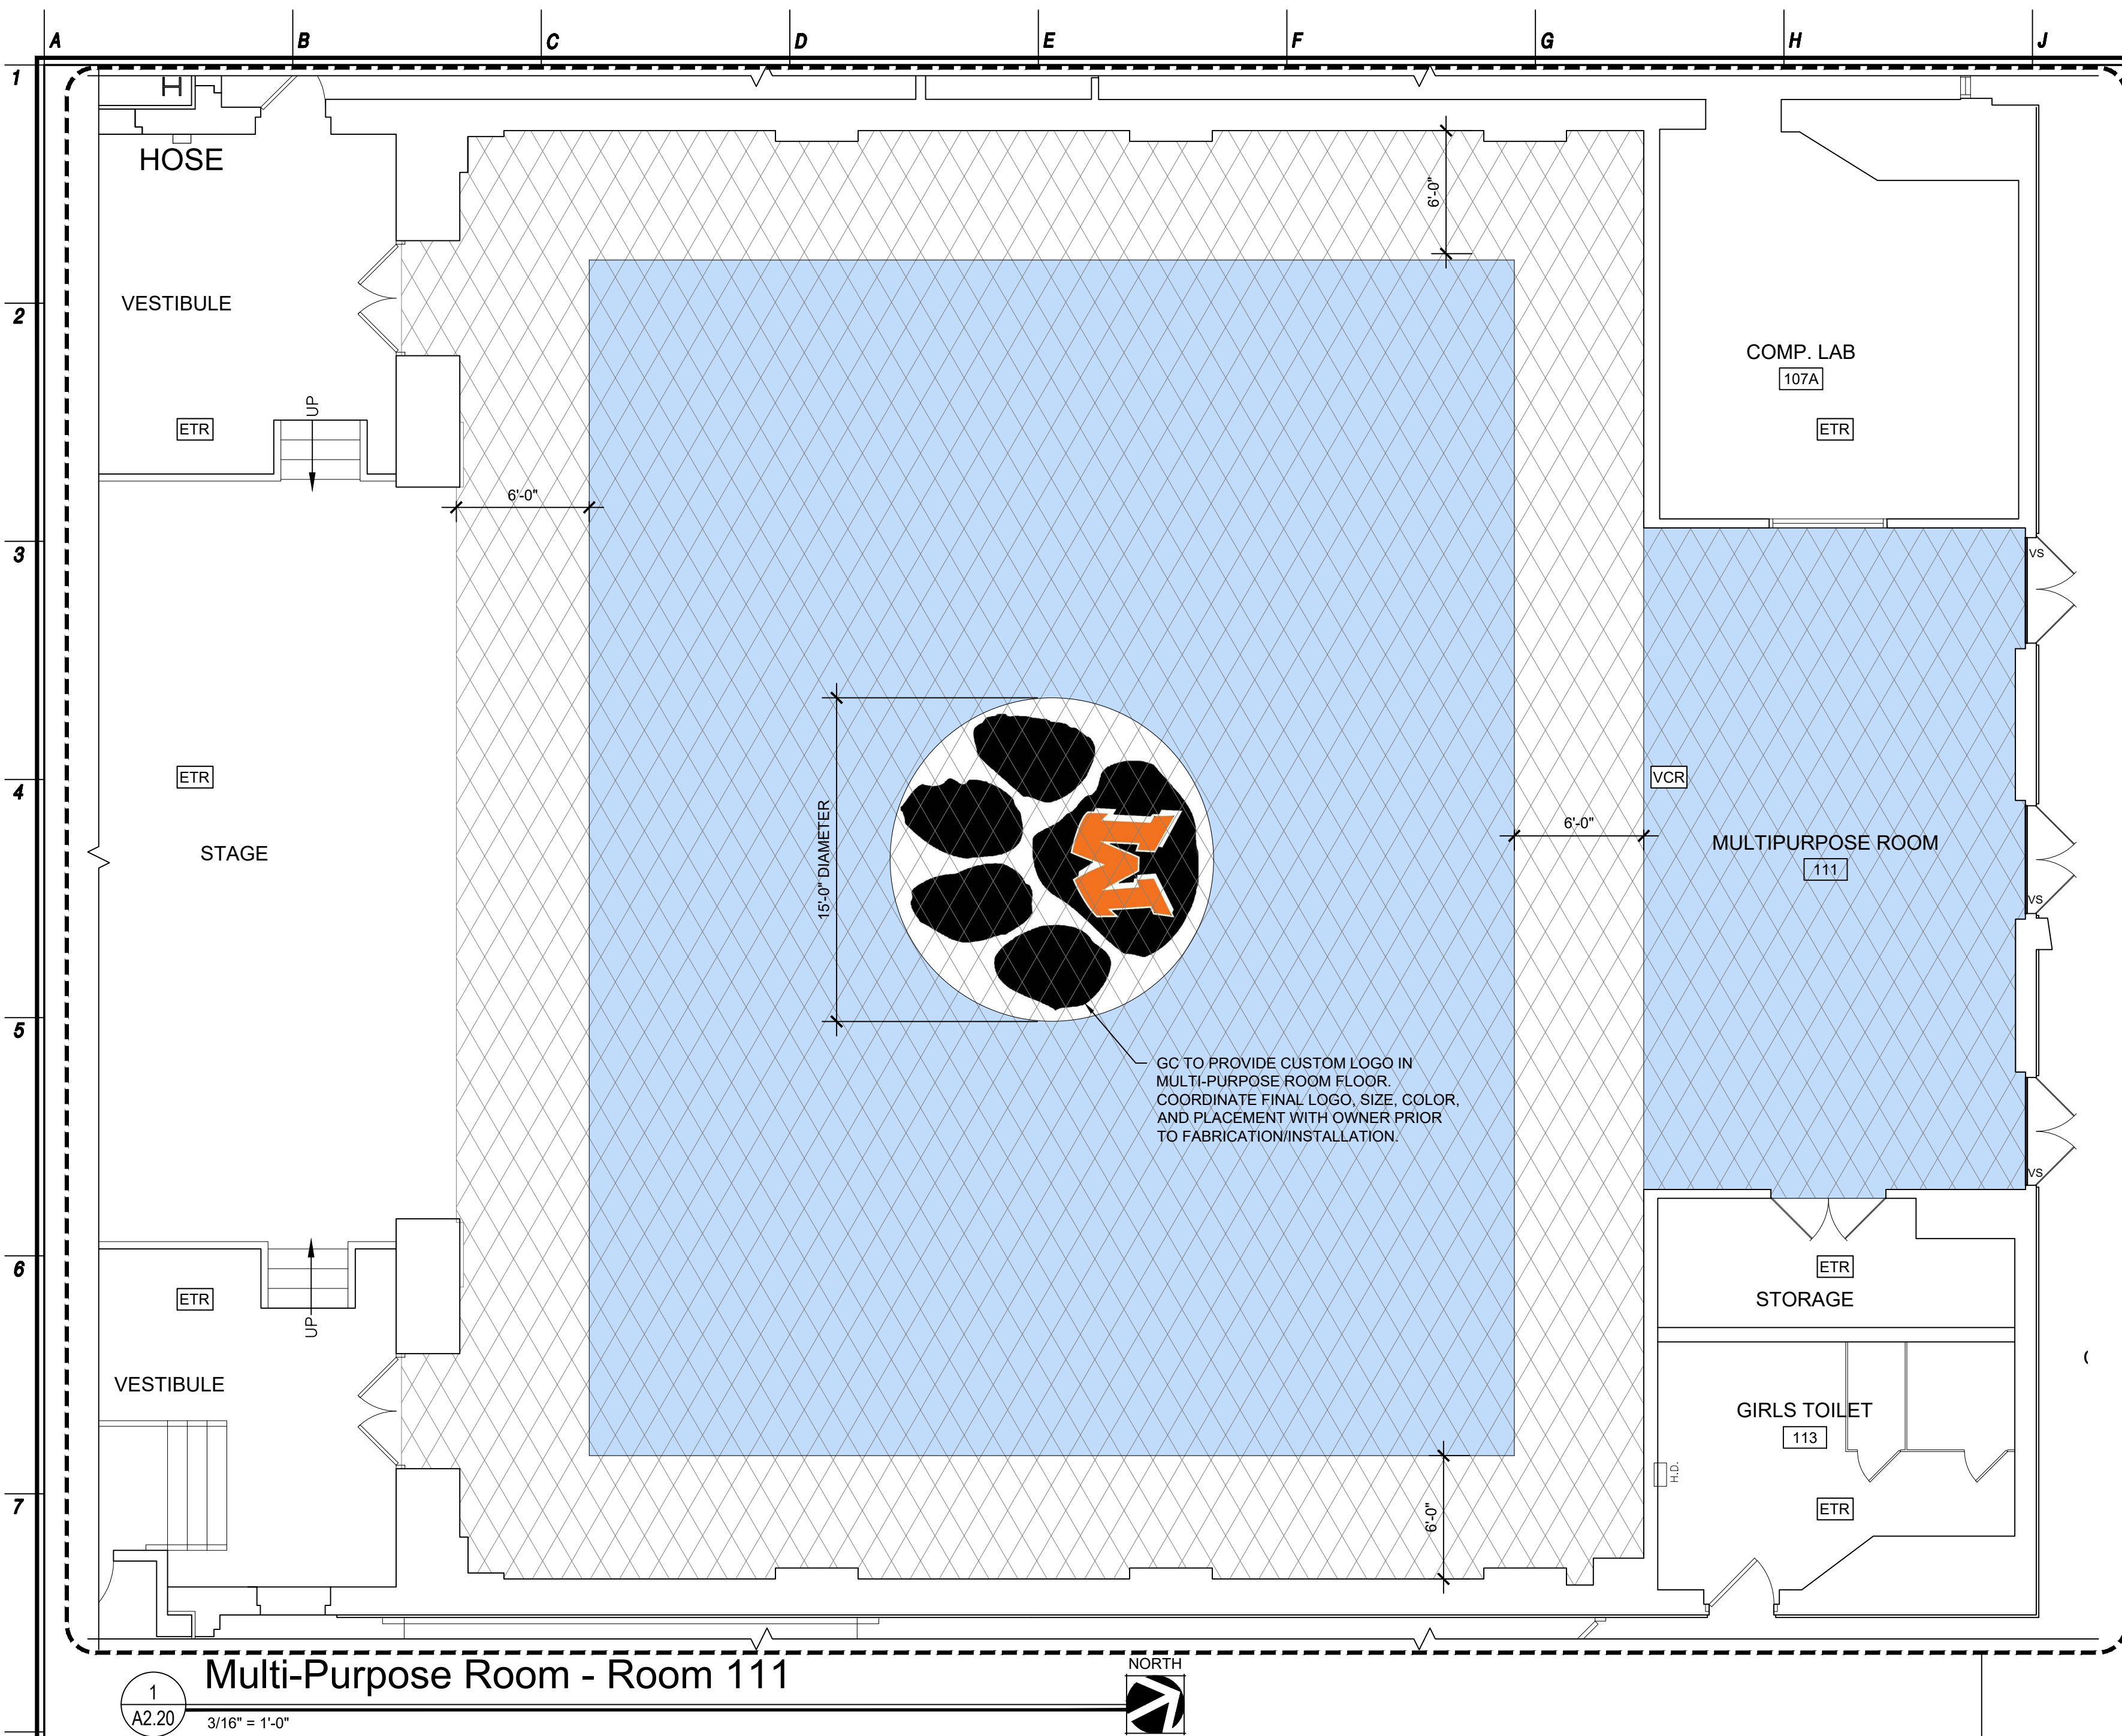 A
B
C
D
E
F
G
H
J
1
2
3
4
5
6
7
H
HOSE
VESTIBULE
6'-0"
COMP. LAB
107A
ETR
ETR
UP
6'-0"
VS
ETR
STAGE
15'-0" DIAMETER
M
VCR
6'-0"
MULTIPURPOSE ROOM
111
VS
GC TO PROVIDE CUSTOM LOGO IN
MULTI-PURPOSE ROOM FLOOR.
COORDINATE FINAL LOGO, SIZE, COLOR,
AND PLACEMENT WITH OWNER PRIOR
TO FABRICATION/INSTALLATION.
VS
ETR
UP
VESTIBULE
ETR
STORAGE
GIRLS TOILET
113
H.D.
ETR
6'-0"
1
A2.20
Multi-Purpose Room - Room 111
3/16" = 1'-0"
NORTH